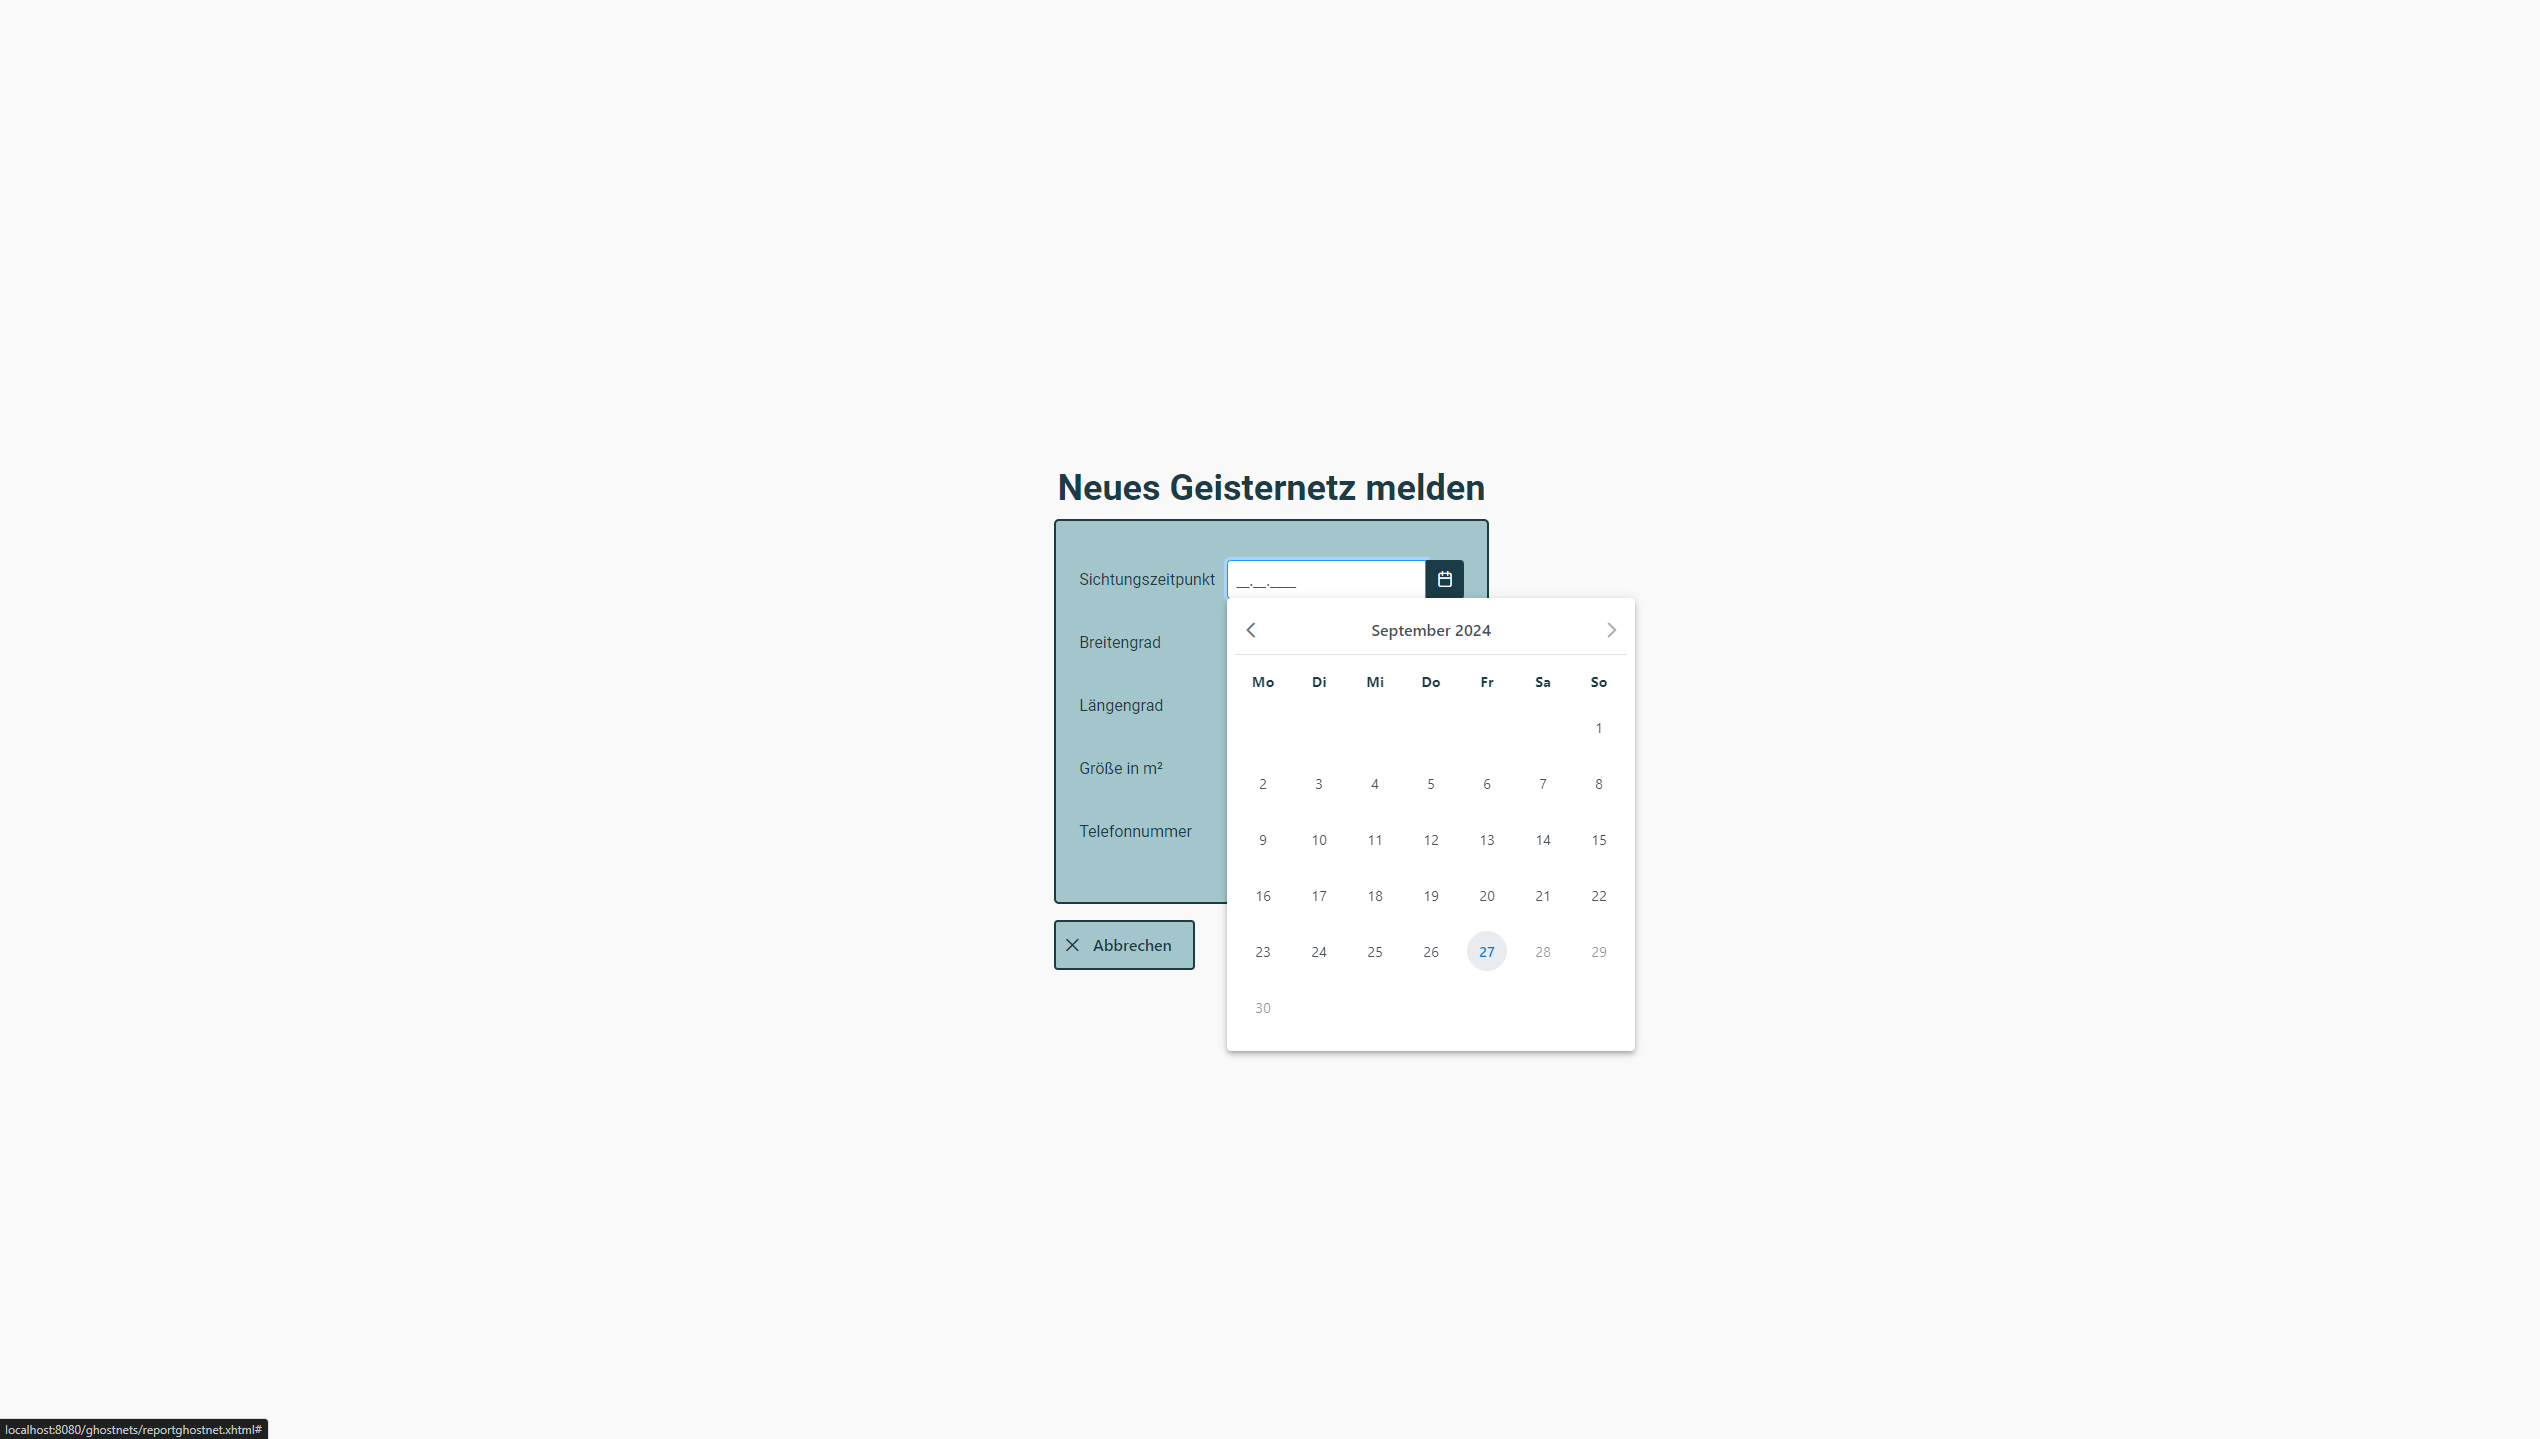 Neues Geisternetz melden
Sichtungszeitpunkt __.__.____
September 2024
Breitengrad
Mo Di Mi Do Fr Sa So
Längengrad
1
Größe in m²
2 3 4 5 6 7 8
Telefonnummer
9 10 11 12 13 14 15
16 17 18 19 20 21 22
Abbrechen
23 24 25 26 27 28 29
30
localhost:8080/ghostnets/reportghostnet.xhtml#